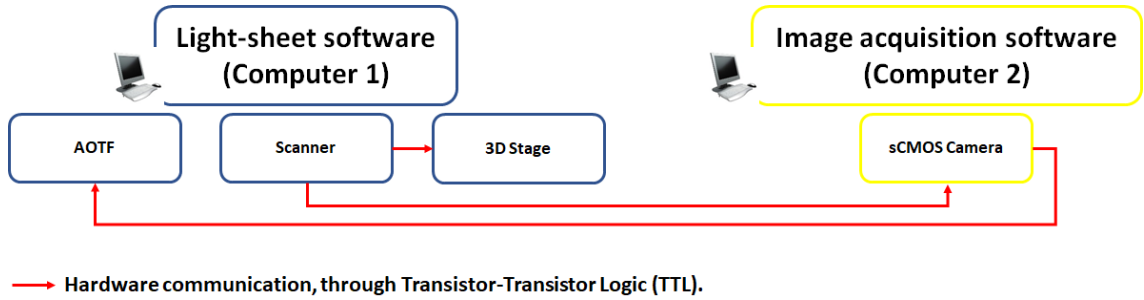 Light-sheet software
(Computer 1)
Image acquisition software
(Computer 2)
AOTF
Scanner
3D Stage
sCMOS Camera
Hardware communication, through Transistor-Transistor Logic (TTL).